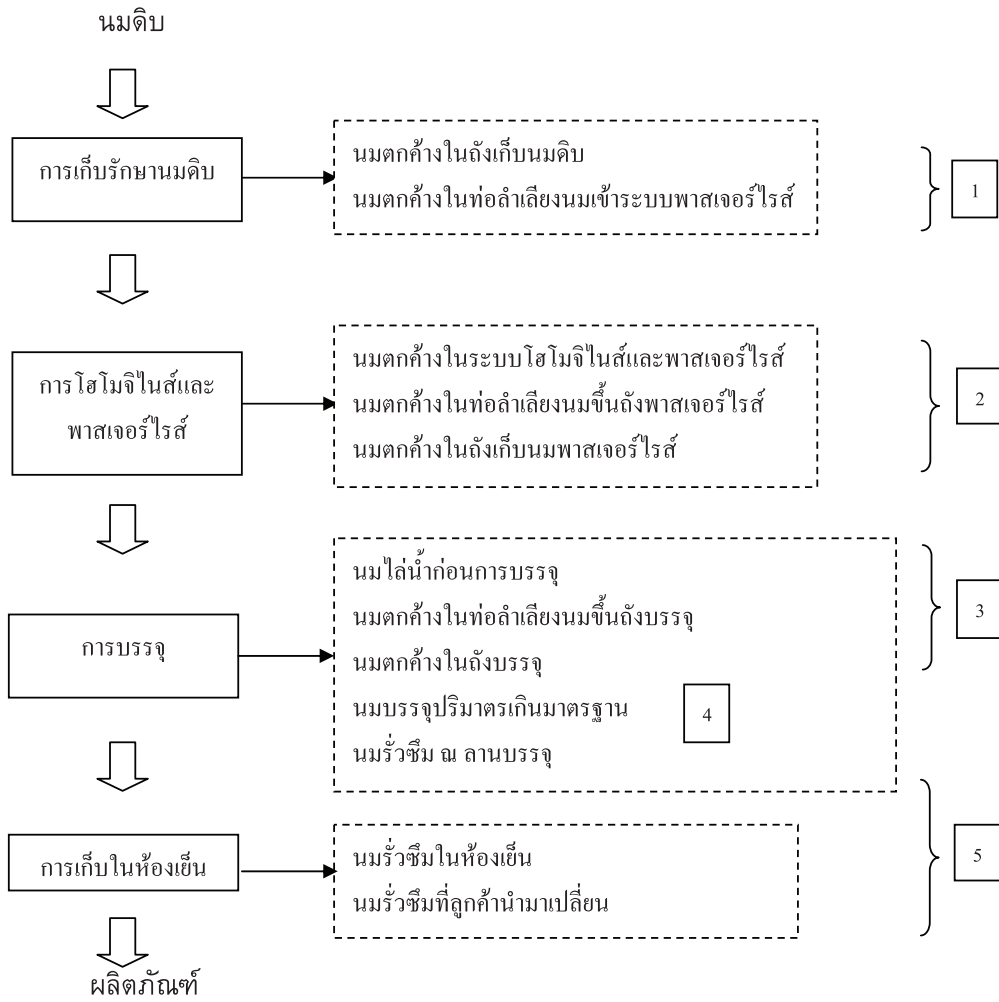 นมดิบ
การเก็บรักษานมดิบ
นมตกค้างในถังเก็บนมดิบ
นมตกค้างในท่อลำเลียงนมเข้าระบบพาสเจอร์ไรส์
1
การโฮโมจิไนส์และ
พาสเจอร์ไรส์
นมตกค้างในระบบโฮโมจิไนส์และพาสเจอร์ไรส์
นมตกค้างในท่อลำเลียงนมขึ้นถังพาสเจอร์ไรส์
นมตกค้างในถังเก็บนมพาสเจอร์ไรส์
2
การบรรจุ
นมไล่น้ำก่อนการบรรจุ
นมตกค้างในท่อลำเลียงนมขึ้นถังบรรจุ
นมตกค้างในถังบรรจุ
นมบรรจุปริมาตรเกินมาตรฐาน
นมรั่วซึม ณ ลานบรรจุ
3
4
การเก็บในห้องเย็น
นมรั่วซึมในห้องเย็น
นมรั่วซึมที่ลูกค้านำมาเปลี่ยน
5
ผลิตภัณฑ์